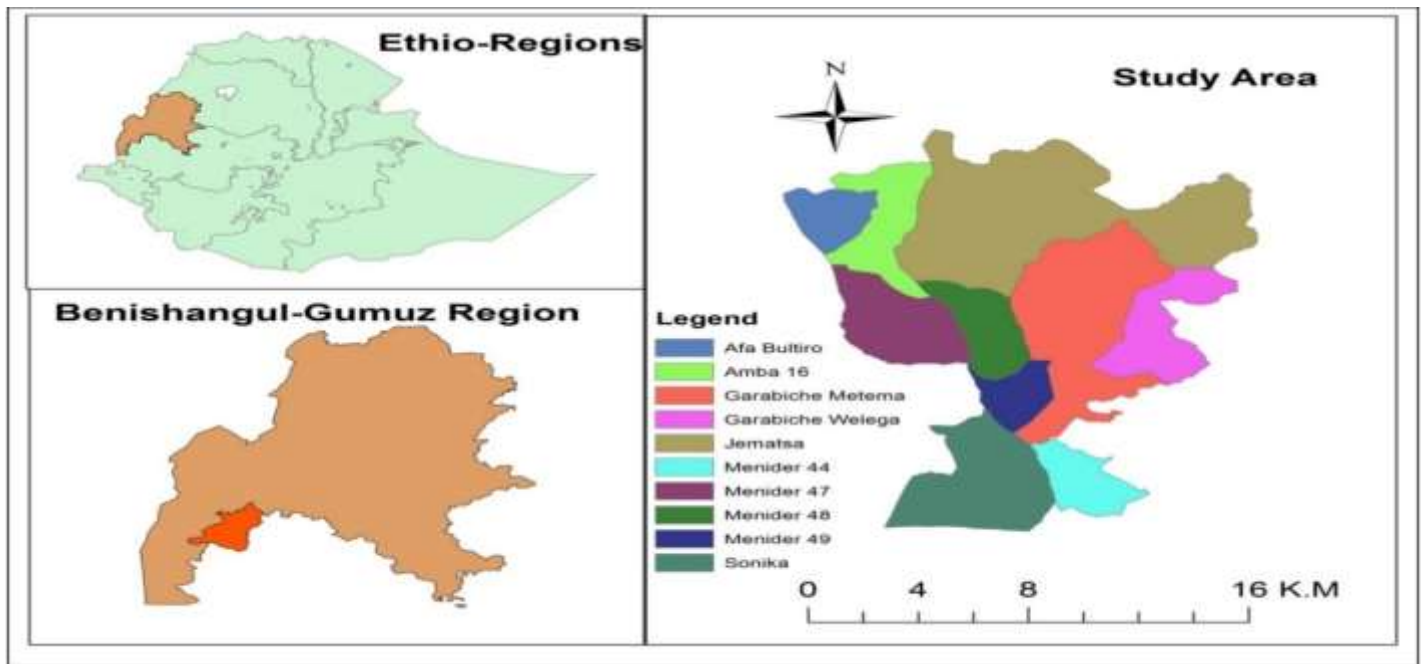 Ethio-Regions
Benishangul-Gumuz Region
Study Area
N
Legend
Afa Bultiro
Amba 16
Garabiche Metema
Garabiche Welega
Jematsa
Menider 44
Menider 47
Menider 48
Menider 49
Sonika
0 4 8 16 K.M